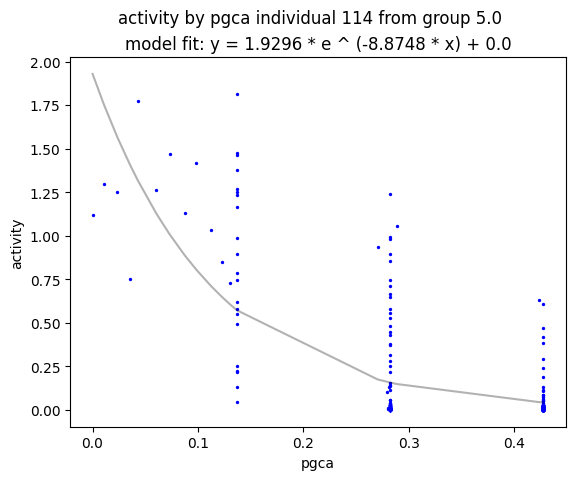 activity by pgca individual 114 from group 5.0
model fit: y = 1.9296 * e ^ (-8.8748 * x) + 0.0
2.00
1.75
1.50
1.25
1.00
0.75
0.50
0.25
0.00
activity
0.0 0.1 0.2 0.3 0.4
pgca